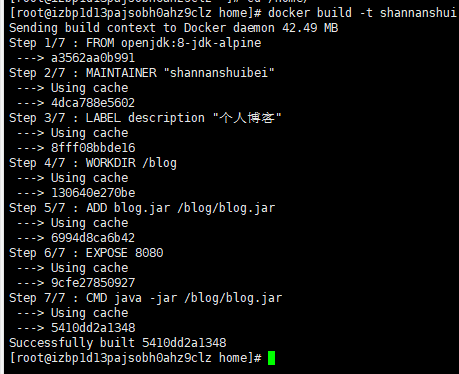 [root@izbp1d13pajsobh0ahz9clz home]# docker build -t shannanshui
Sending build context to Docker daemon 42.49 MB
Step 1/7 : FROM openjdk:8-jdk-alpine
---> a3562aa0b991
Step 2/7 : MAINTAINER "shannanshuibei"
---> Using cache
---> 4dca788e5602
Step 3/7 : LABEL description "个人博客"
---> Using cache
---> 8fff08bbde16
Step 4/7 : WORKDIR /blog
---> Using cache
---> 130640e270be
Step 5/7 : ADD blog.jar /blog/blog.jar
---> Using cache
---> 6994d8ca6b42
Step 6/7 : EXPOSE 8080
---> Using cache
---> 9cfe27850927
Step 7/7 : CMD java -jar /blog/blog.jar
---> Using cache
---> 5410dd2a1348
Successfully built 5410dd2a1348
[root@izbp1d13pajsobh0ahz9clz home]#